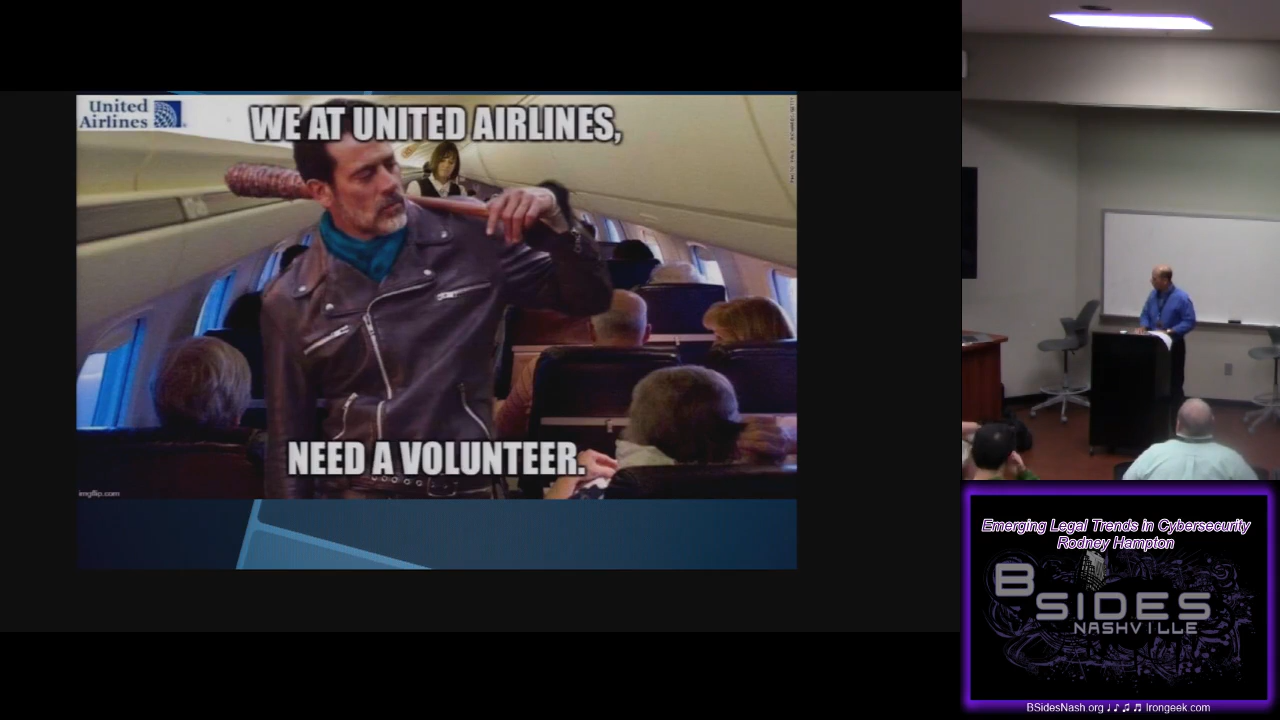 United
Airlines
WE AT UNITED AIRLINES,
NEED A VOLUNTEER.
imgflip.com
Emerging Legal Trends in Cybersecurity
Rodney Hampton
BSIDES
NASHVILLE
BSidesNash.org ♩ ♪ ♫ ♬ Irongeek.com